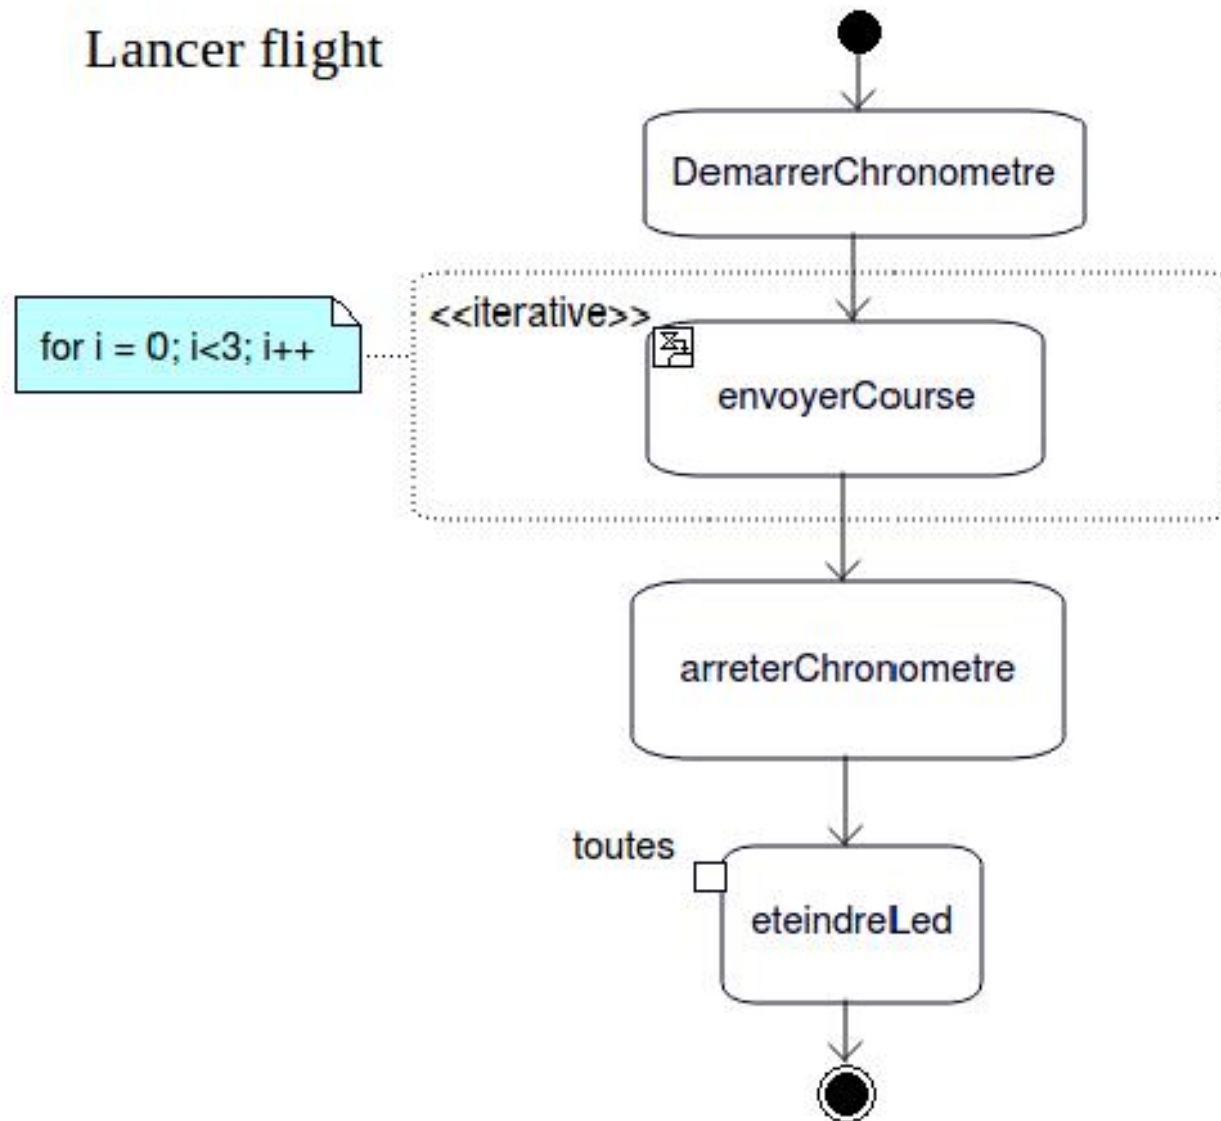 Lancer flight
DemarrerChronometre
<<iterative>>
for i = 0; i<3; i++
envoyerCourse
arreterChronometre
toutes
eteindreLed